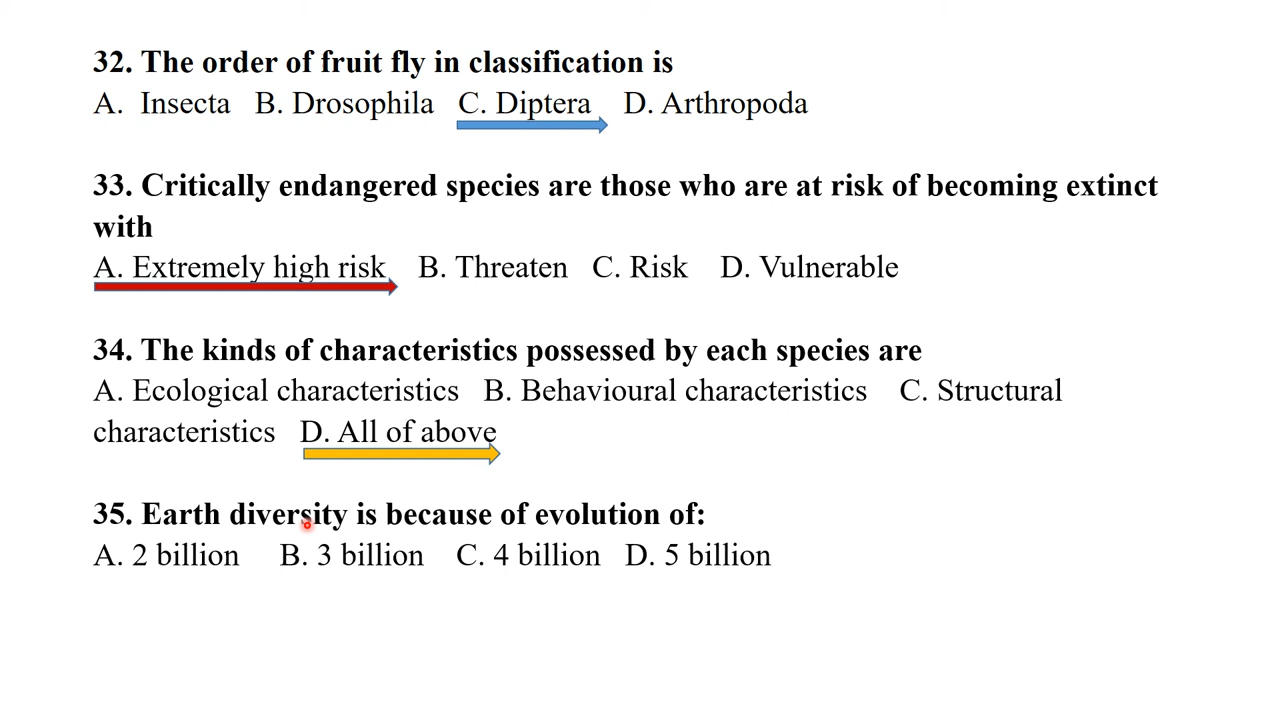 32. The order of fruit fly in classification is
A. Insecta B. Drosophila C. Diptera D. Arthropoda
33. Critically endangered species are those who are at risk of becoming extinct
with
A. Extremely high risk B. Threaten C. Risk D. Vulnerable
34. The kinds of characteristics possessed by each species are
A. Ecological characteristics B. Behavioural characteristics C. Structural
characteristics D. All of above
35. Earth diversity is because of evolution of:
A. 2 billion B. 3 billion C. 4 billion D. 5 billion